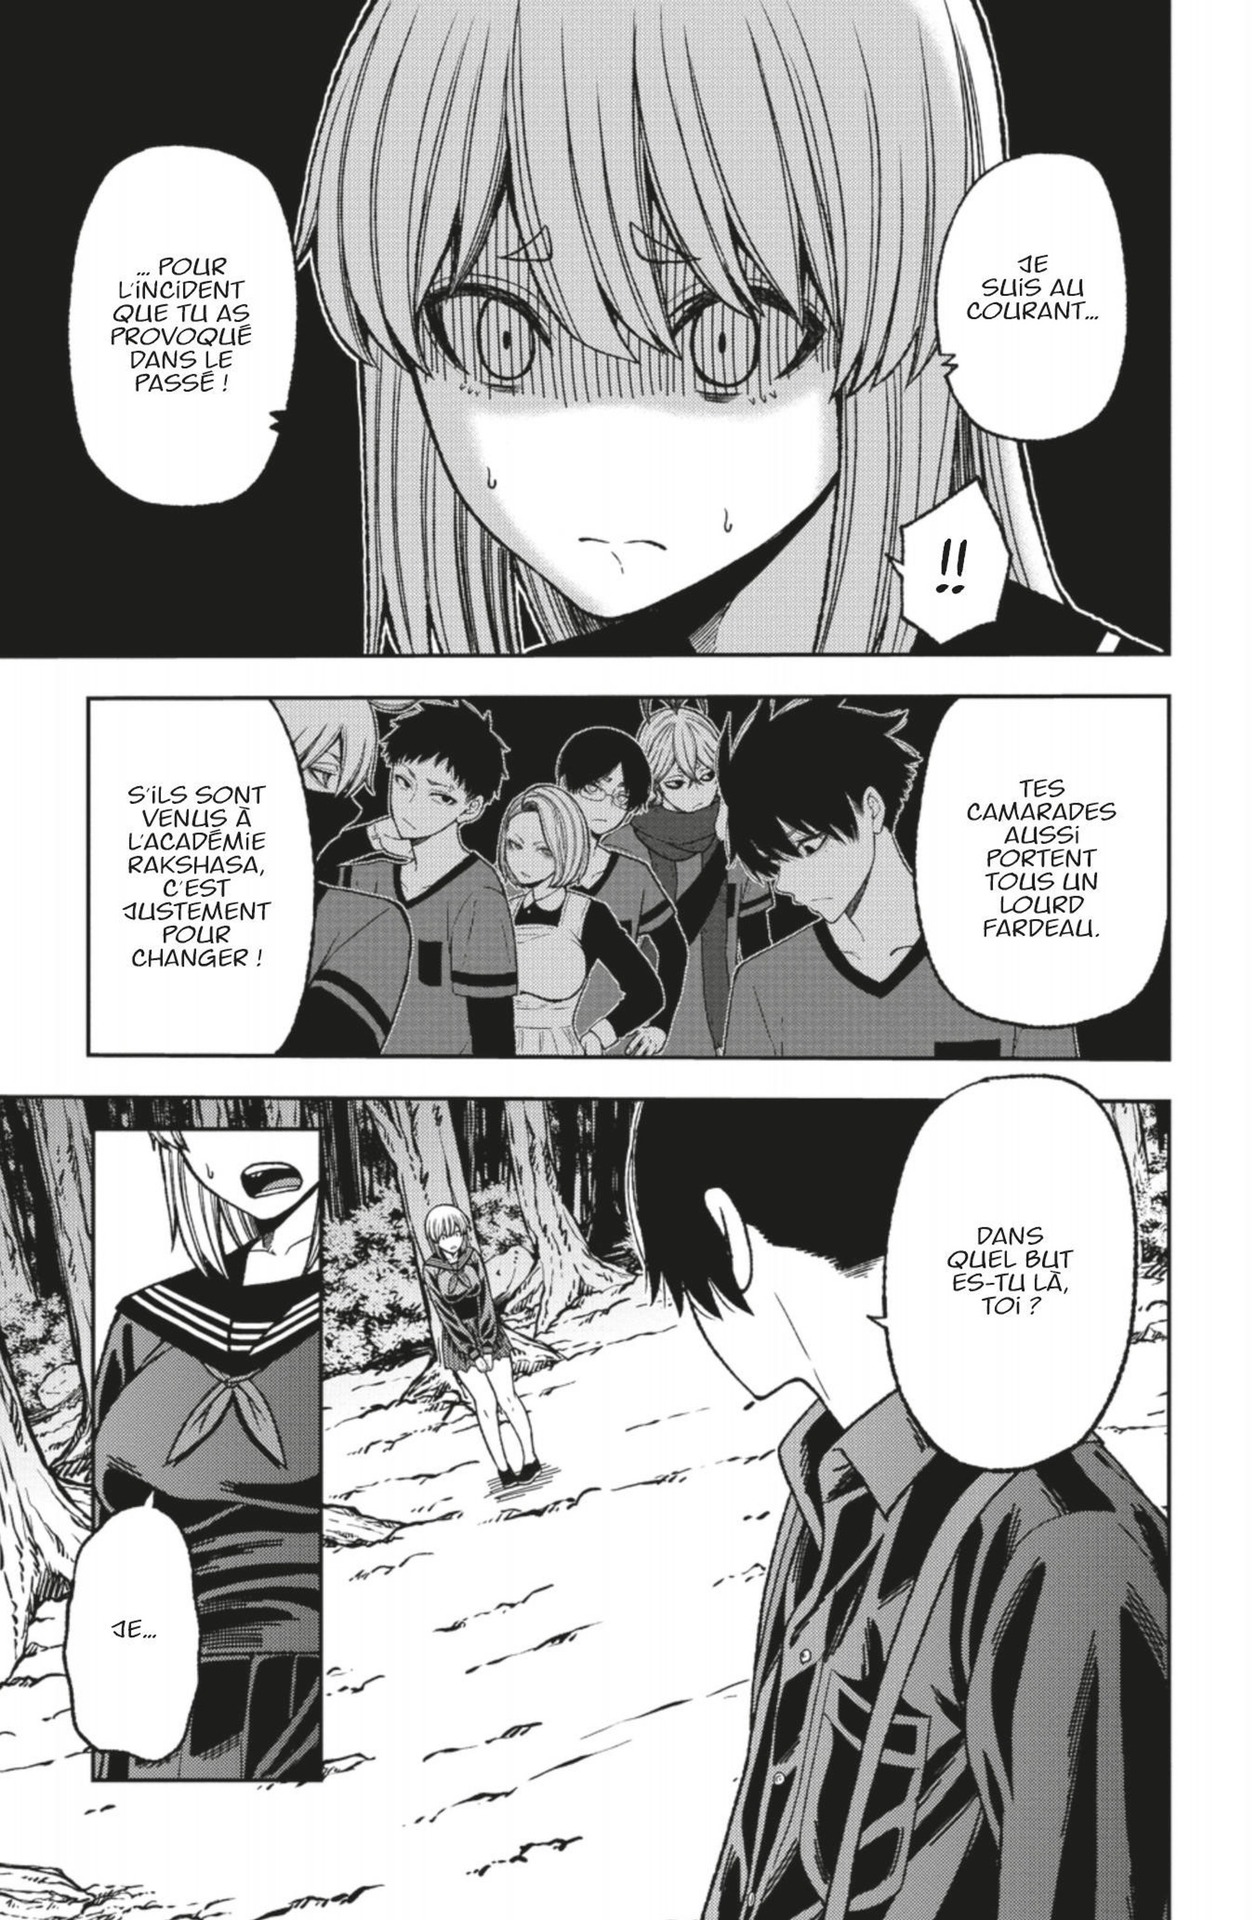 JE
SUIS AU
COURANT...
... POUR
L'INCIDENT
QUE TU AS
PROVOQUÉ
DANS LE
PASSÉ !
!!
TES
CAMARADES
AUSSI
PORTENT
TOUS UN
LOURD
FARDEAU.
S'ILS SONT
VENUS À
L'ACADÉMIE
RAKSHASA,
C'EST
JUSTEMENT
POUR
CHANGER !
DANS
QUEL BUT
ES-TU LÀ,
TOI ?
JE...